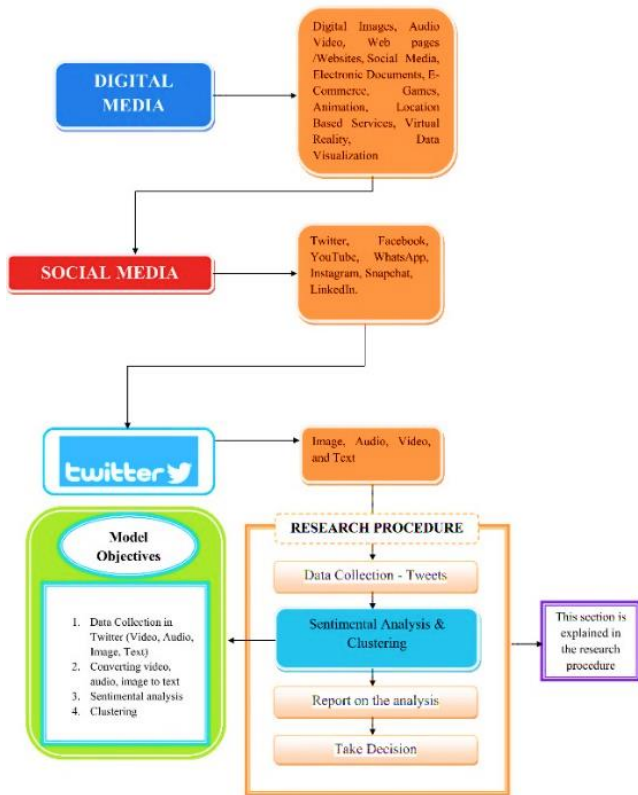 DIGITAL
MEDIA
Digital Images, Audio
Video, Web pages
/Websites, Social Media,
Electronic Documents, E-
Commerce, Games,
Animation, Location
Based Services, Virtual
Reality, Data
Visualization
SOCIAL MEDIA
Twitter, Facebook,
YouTube, WhatsApp,
Instagram, Snapchat,
LinkedIn.
twitter
Image, Audio, Video,
and Text
Model
Objectives
1. Data Collection in
Twitter (Video, Audio,
Image, Text)
2. Converting video,
audio, image to text
3. Sentimental analysis
4. Clustering
RESEARCH PROCEDURE
Data Collection - Tweets
Sentimental Analysis &
Clustering
Report on the analysis
Take Decision
This section is
explained in
the research
procedure